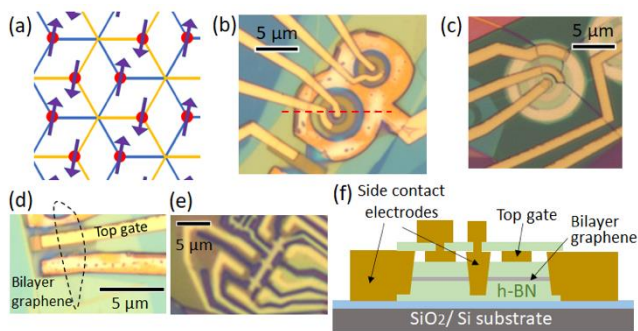 (a)
(b)
5 μm
(c)
5 μm
(d)
Top gate
Bilayer
graphene
5 μm
(e)
5 μm
(f)
Side contact
electrodes
Top gate
Bilayer
graphene
h-BN
SiO2/ Si substrate